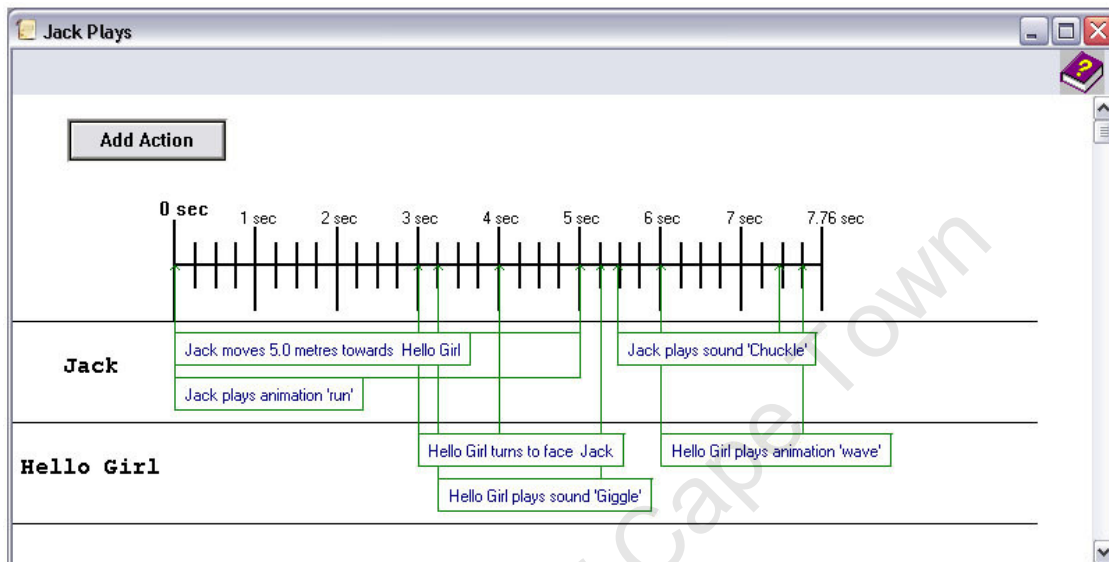 Jack Plays
Add Action
0 sec 1 sec 2 sec 3 sec 4 sec 5 sec 6 sec 7 sec 7.76 sec
Jack
Jack moves 5.0 metres towards Hello Girl
Jack plays sound 'Chuckle'
Jack plays animation 'run'
Hello Girl
Hello Girl turns to face Jack
Hello Girl plays animation 'wave'
Hello Girl plays sound 'Giggle'
Cape Town